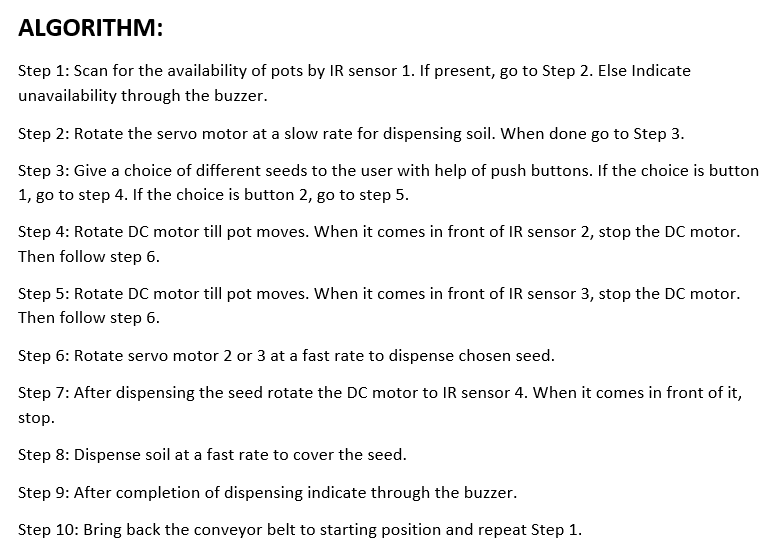 ALGORITHM:
Step 1: Scan for the availability of pots by IR sensor 1. If present, go to Step 2. Else Indicate
unavailability through the buzzer.
Step 2: Rotate the servo motor at a slow rate for dispensing soil. When done go to Step 3.
Step 3: Give a choice of different seeds to the user with help of push buttons. If the choice is button
1, go to step 4. If the choice is button 2, go to step 5.
Step 4: Rotate DC motor till pot moves. When it comes in front of IR sensor 2, stop the DC motor.
Then follow step 6.
Step 5: Rotate DC motor till pot moves. When it comes in front of IR sensor 3, stop the DC motor.
Then follow step 6.
Step 6: Rotate servo motor 2 or 3 at a fast rate to dispense chosen seed.
Step 7: After dispensing the seed rotate the DC motor to IR sensor 4. When it comes in front of it,
stop.
Step 8: Dispense soil at a fast rate to cover the seed.
Step 9: After completion of dispensing indicate through the buzzer.
Step 10: Bring back the conveyor belt to starting position and repeat Step 1.